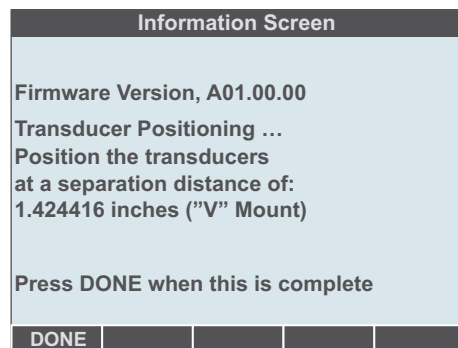 Information Screen
Firmware Version, A01.00.00
Transducer Positioning ...
Position the transducers
at a separation distance of:
1.424416 inches (”V” Mount)
Press DONE when this is complete
DONE